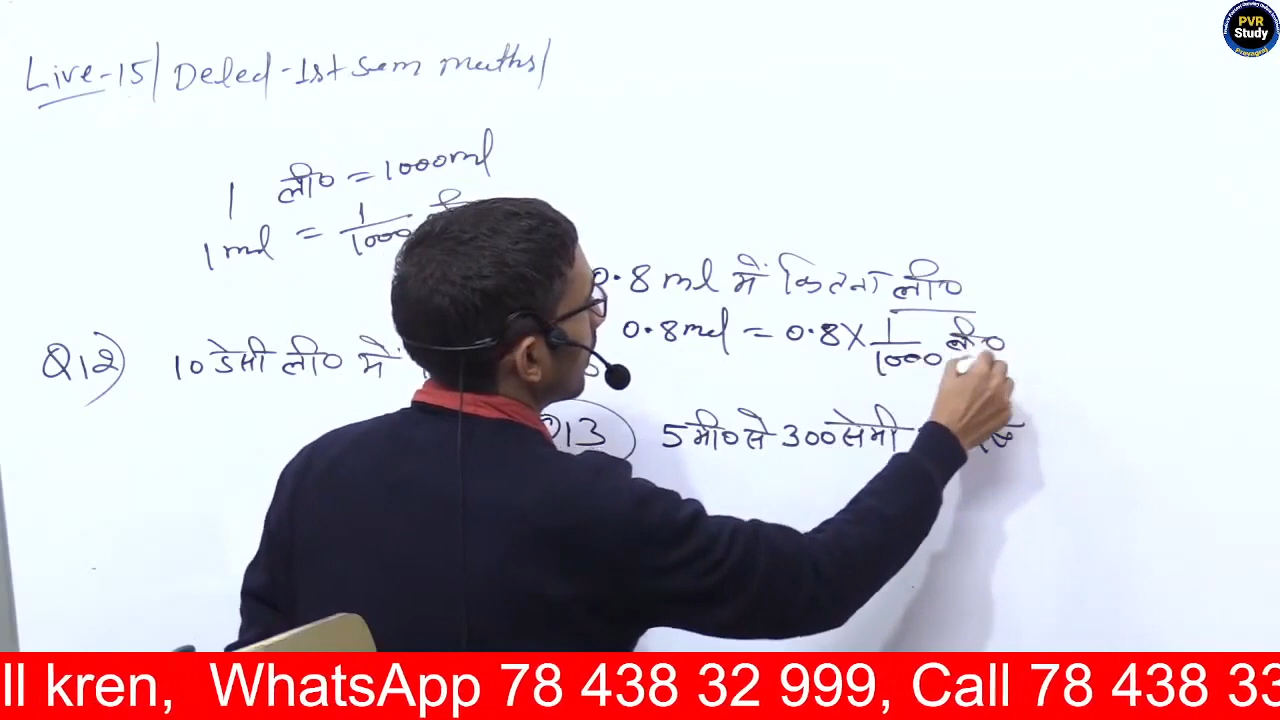 Live-15/ Deled-1st sem maths/
1 ली० = 1000ml
1ml = 1/1000
0.8 ml में कितना ली०
0.8ml = 0.8 × 1/1000 ली०
Q12) 10 डेसी ली० में
Q13 5 मी० से 300 सेमी
PVR
Study
Prayagraj
ll kren, WhatsApp 78 438 32 999, Call 78 438 33